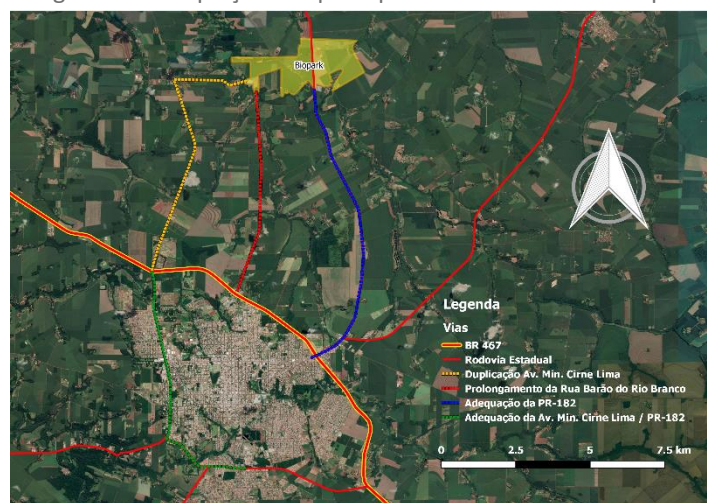 Biopark
Legenda
Vias
BR 467
Rodovia Estadual
Duplicação Av. Min. Cirne Lima
Prolongamento da Rua Barão do Rio Branco
Adequação da PR-182
Adequação da Av. Min. Cirne Lima / PR-182
0 2.5 5 7.5 km